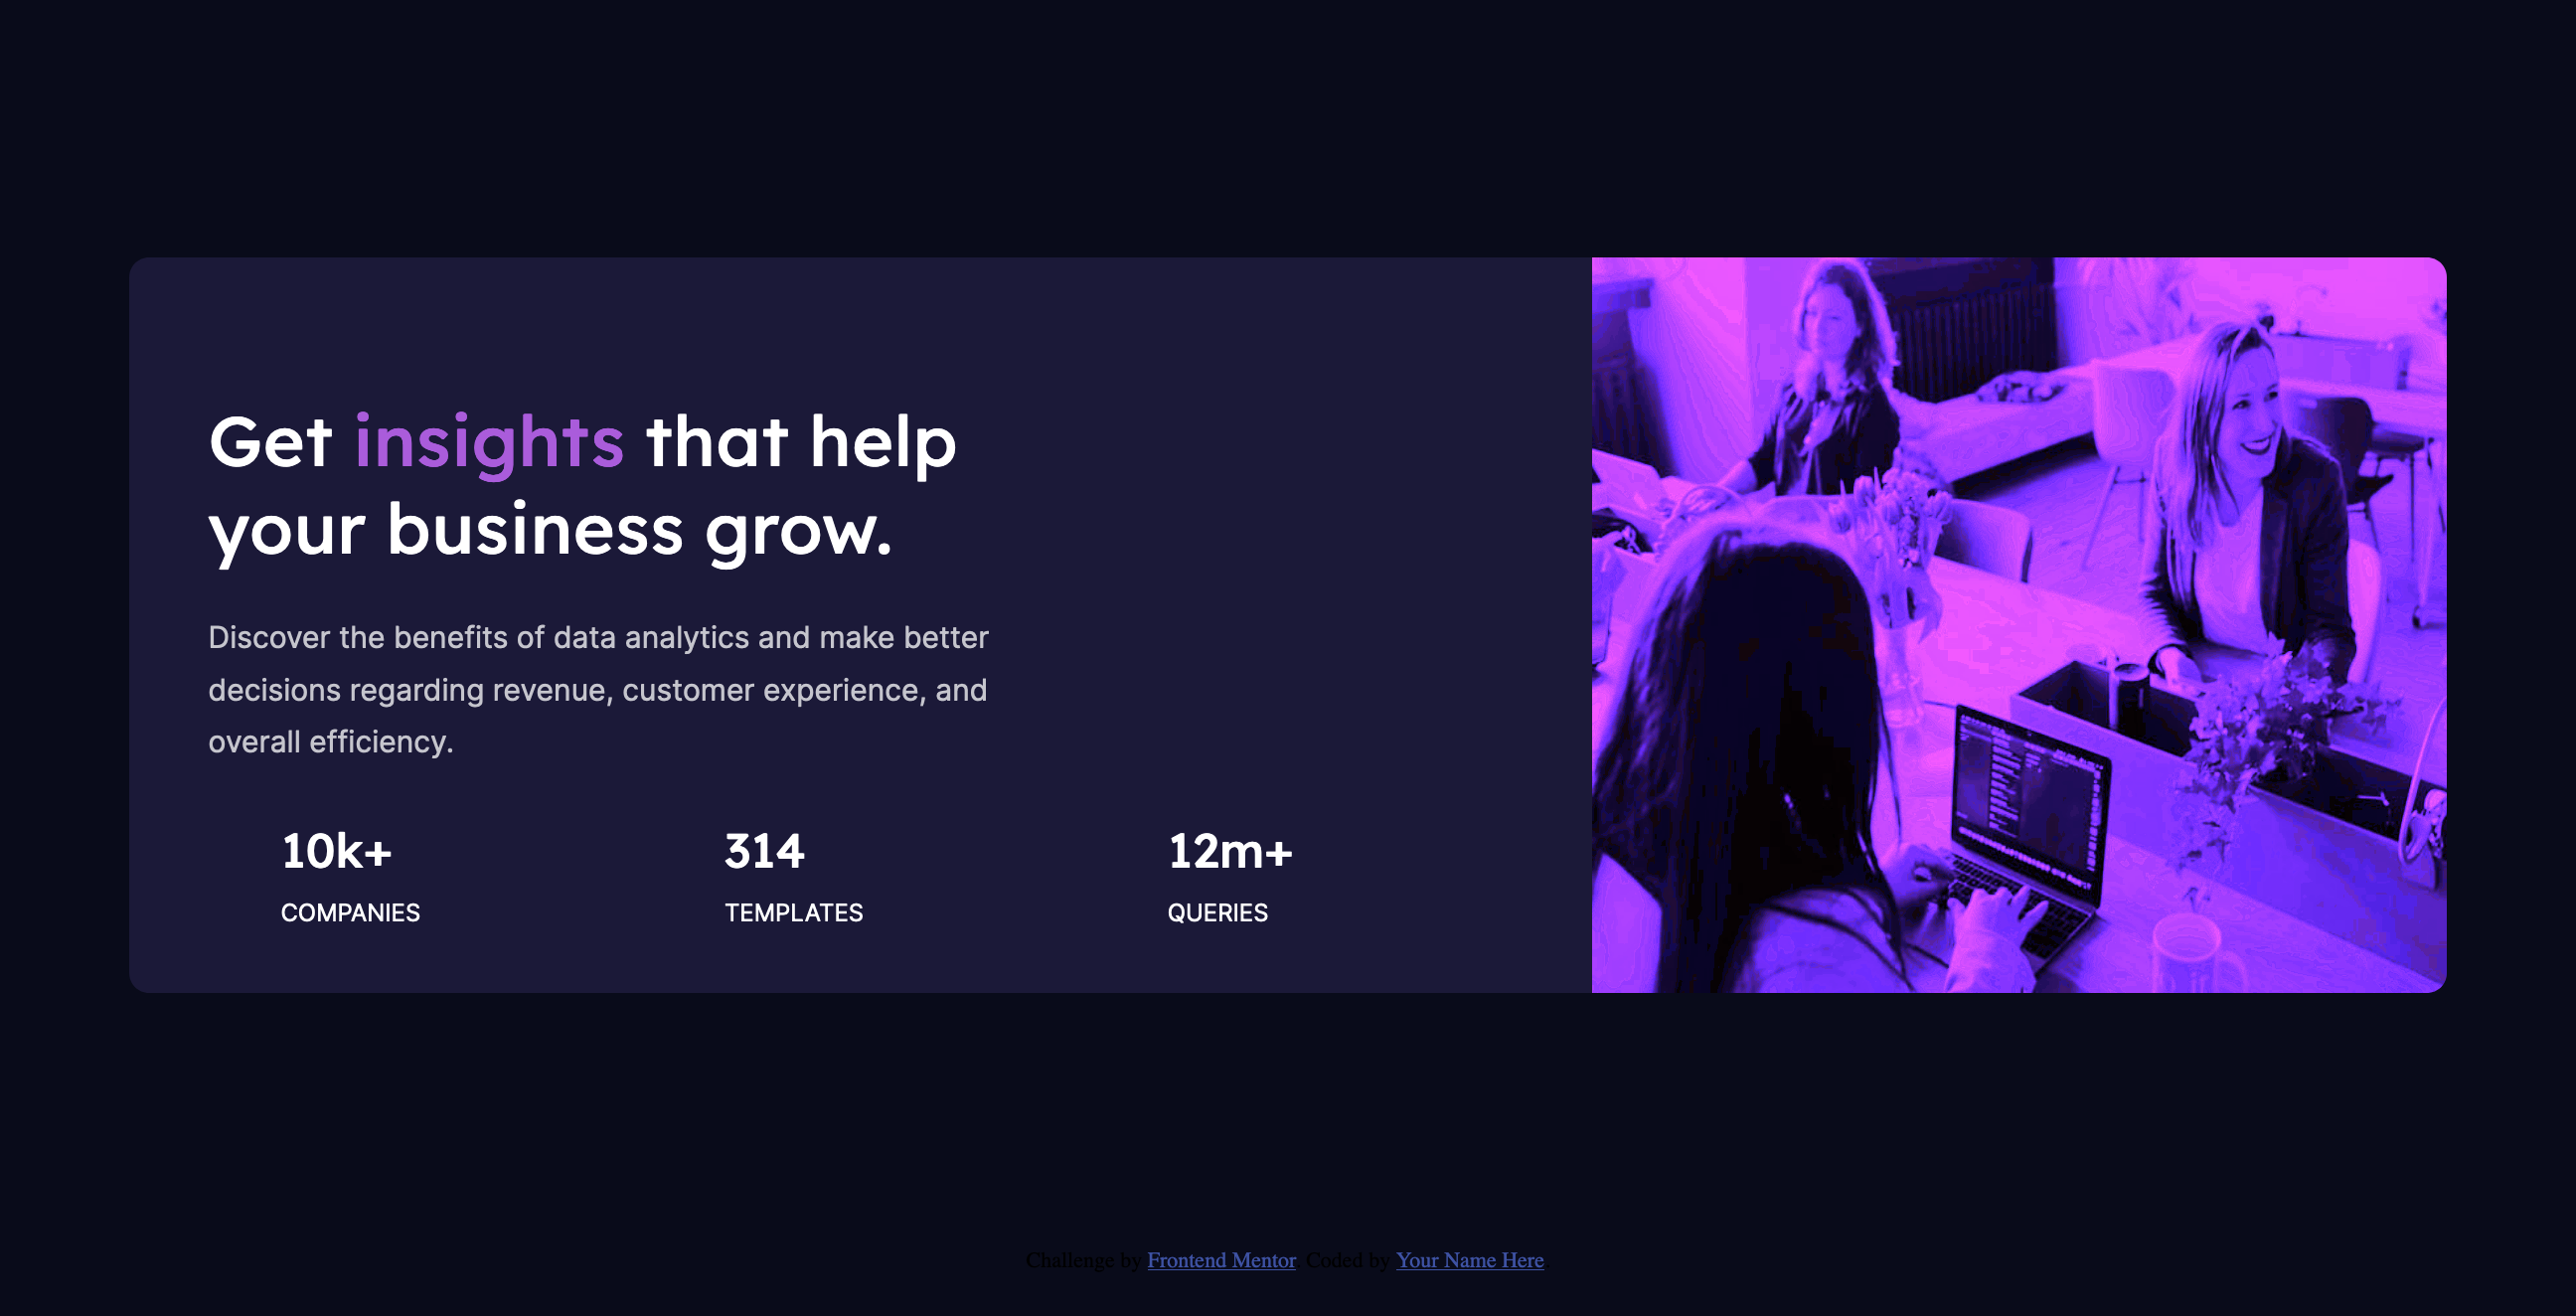 Get insights that help
your business grow.
Discover the benefits of data analytics and make better
decisions regarding revenue, customer experience, and
overall efficiency.
10k+ 314 12m+
COMPANIES TEMPLATES QUERIES
Challenge by Frontend Mentor. Coded by Your Name Here.